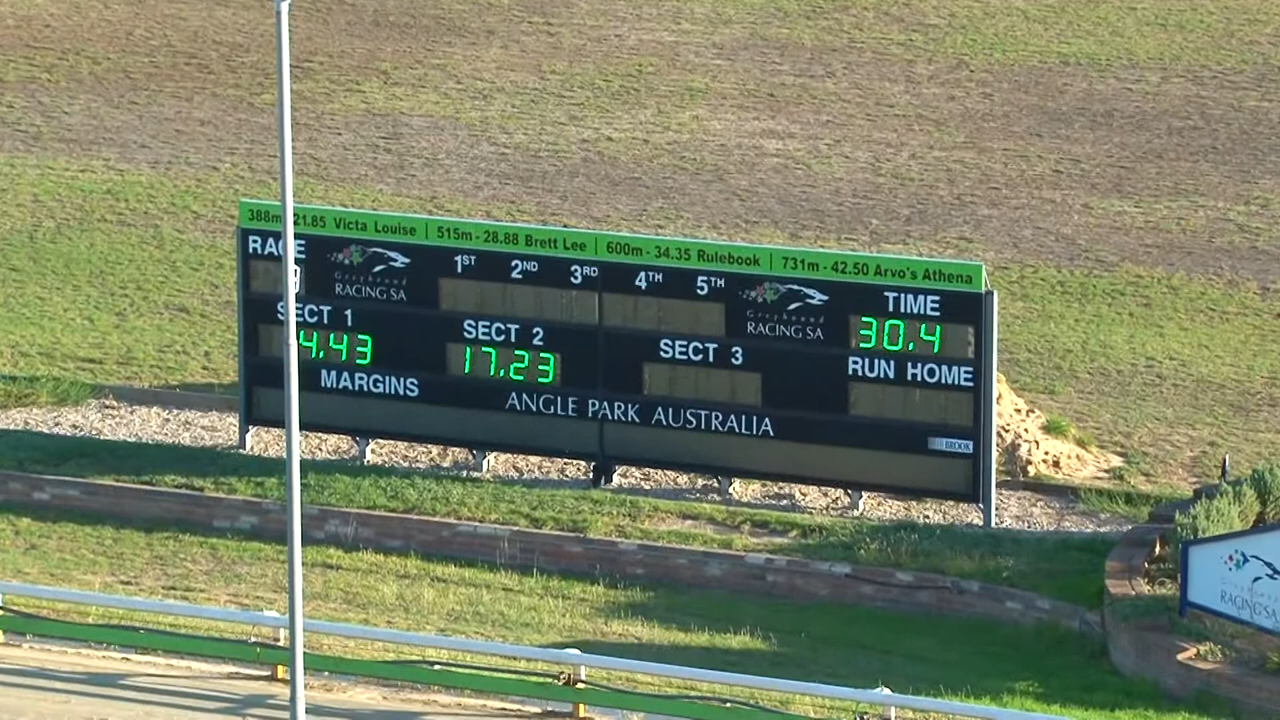 388m 21.85 Victa Louise | 515m - 28.88 Brett Lee | 600m - 34.35 Rulebook | 731m - 42.50 Arvo's Athena
RACE
Greyhound
RACING SA
1ST 2ND 3RD 4TH 5TH
Greyhound
RACING SA
TIME
30.4
SECT 1
4.43
SECT 2
17.23
SECT 3
RUN HOME
MARGINS
ANGLE PARK AUSTRALIA
BROOK
Greyhound
RACING SA